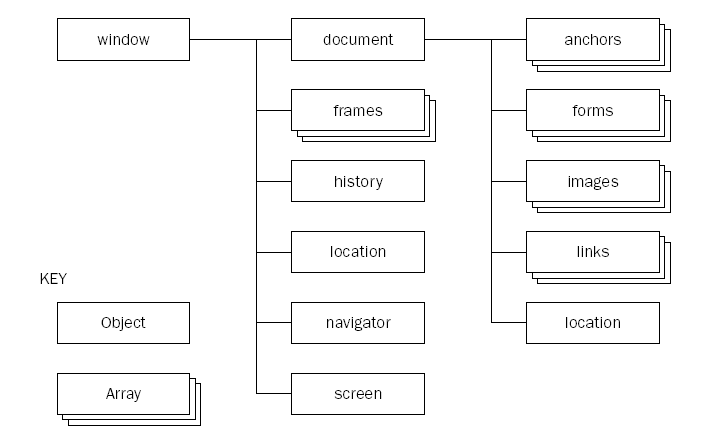 window
document
anchors
frames
forms
history
images
location
links
KEY
Object
navigator
location
Array
screen